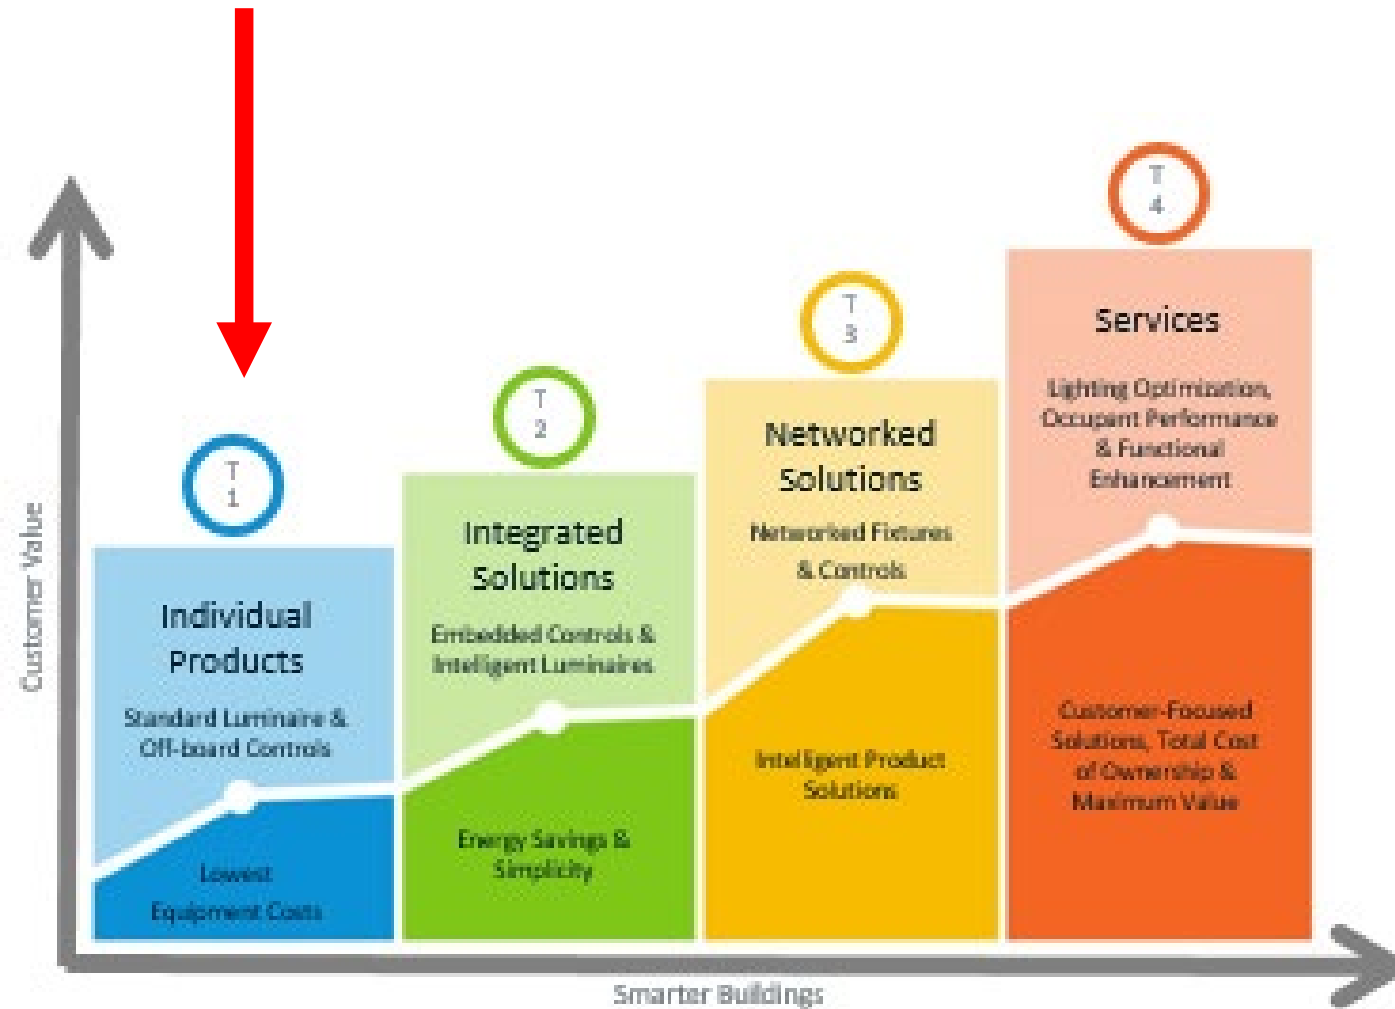 T
1
Individual
Products
Standard Luminaire &
Off-board Controls
Lowest
Equipment Costs
T
2
Integrated
Solutions
Embedded Controls &
Intelligent Luminaires
Energy Savings &
Simplicity
T
3
Networked
Solutions
Networked Fixtures
& Controls
Intelligent Product
Solutions
T
4
Services
Lighting Optimization,
Occupant Performance
& Functional
Enhancement
Customer-Focused
Solutions, Total Cost
of Ownership &
Maximum Value
Customer Value
Smarter Buildings